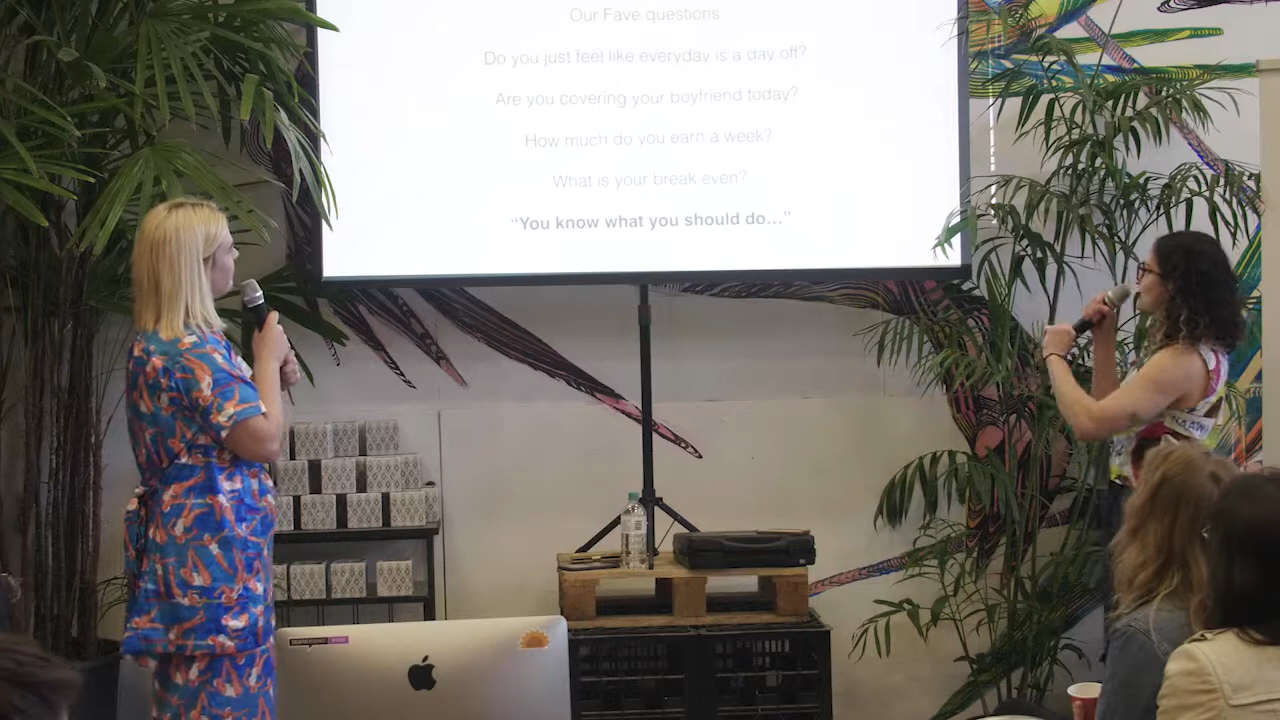 Our Fave questions
Do you just feel like everyday is a day off?
Are you covering your boyfriend today?
How much do you earn a week?
What is your break even?
“You know what you should do...”